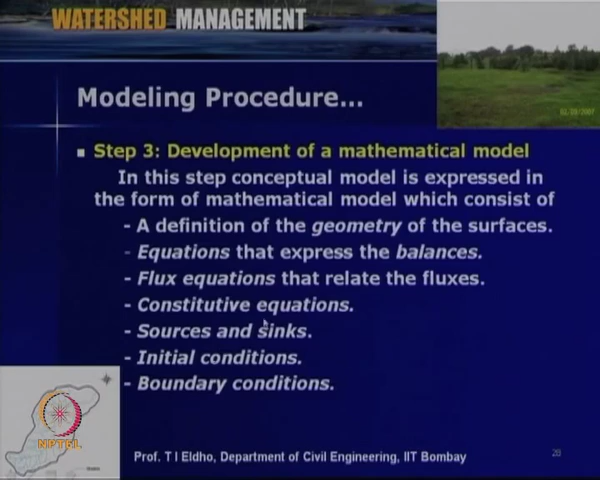 WATERSHED MANAGEMENT
Modeling Procedure...
Step 3: Development of a mathematical model
In this step conceptual model is expressed in
the form of mathematical model which consist of
- A definition of the geometry of the surfaces.
- Equations that express the balances.
- Flux equations that relate the fluxes.
- Constitutive equations.
- Sources and sinks.
- Initial conditions.
- Boundary conditions.
NPTEL
Prof. T I Eldho, Department of Civil Engineering, IIT Bombay